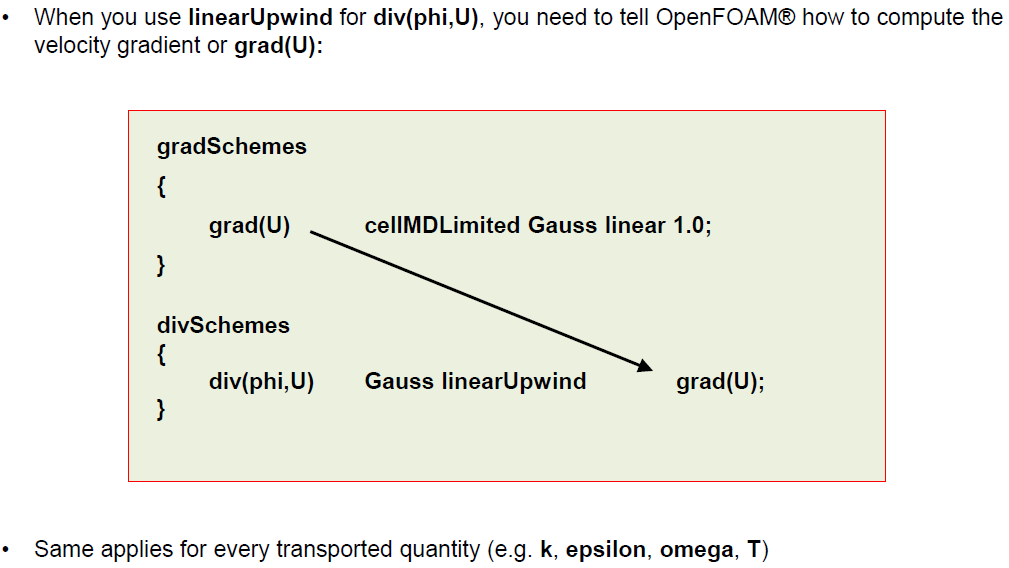 • When you use linearUpwind for div(phi,U), you need to tell OpenFOAM® how to compute the
velocity gradient or grad(U):
gradSchemes
{
grad(U) cellMDLimited Gauss linear 1.0;
}
divSchemes
{
div(phi,U) Gauss linearUpwind grad(U);
}
• Same applies for every transported quantity (e.g. k, epsilon, omega, T)